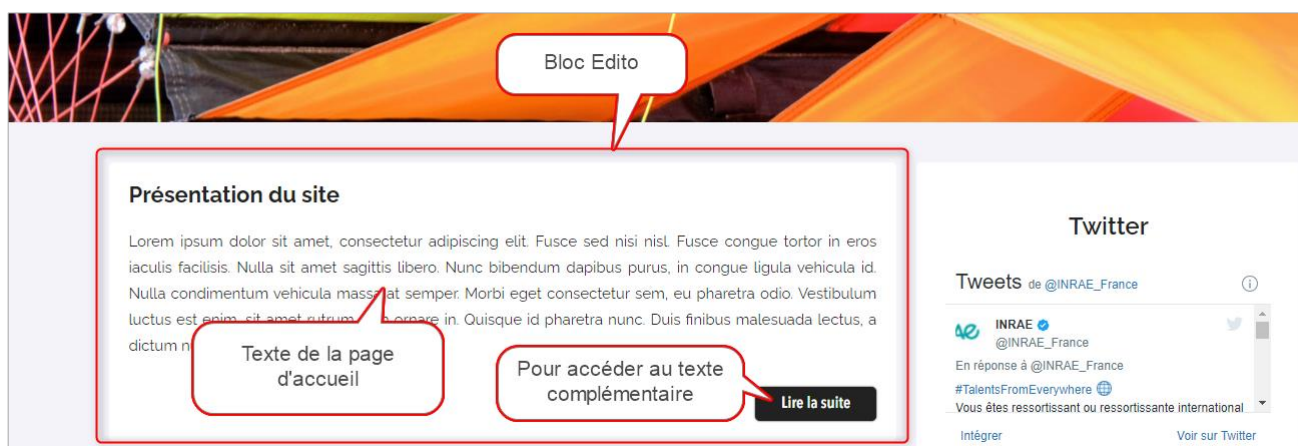 Bloc Edito
Présentation du site
Lorem ipsum dolor sit amet, consectetur adipiscing elit. Fusce sed nisi nisl. Fusce congue tortor in eros
iaculis facilisis. Nulla sit amet sagittis libero. Nunc bibendum dapibus purus, in congue ligula vehicula id.
Nulla condimentum vehicula massa at semper. Morbi eget consectetur sem, eu pharetra odio. Vestibulum
luctus est enim, sit amet rutrum ornare in. Quisque id pharetra nunc. Duis finibus malesuada lectus, a
dictum
Texte de la page
d'accueil
Pour accéder au texte
complémentaire
Lire la suite
Twitter
Tweets de @INRAE_France
INRAE
@INRAE_France
En réponse à @INRAE_France
#TalentsFromEverywhere
Vous êtes ressortissant ou ressortissante international
Intégrer
Voir sur Twitter